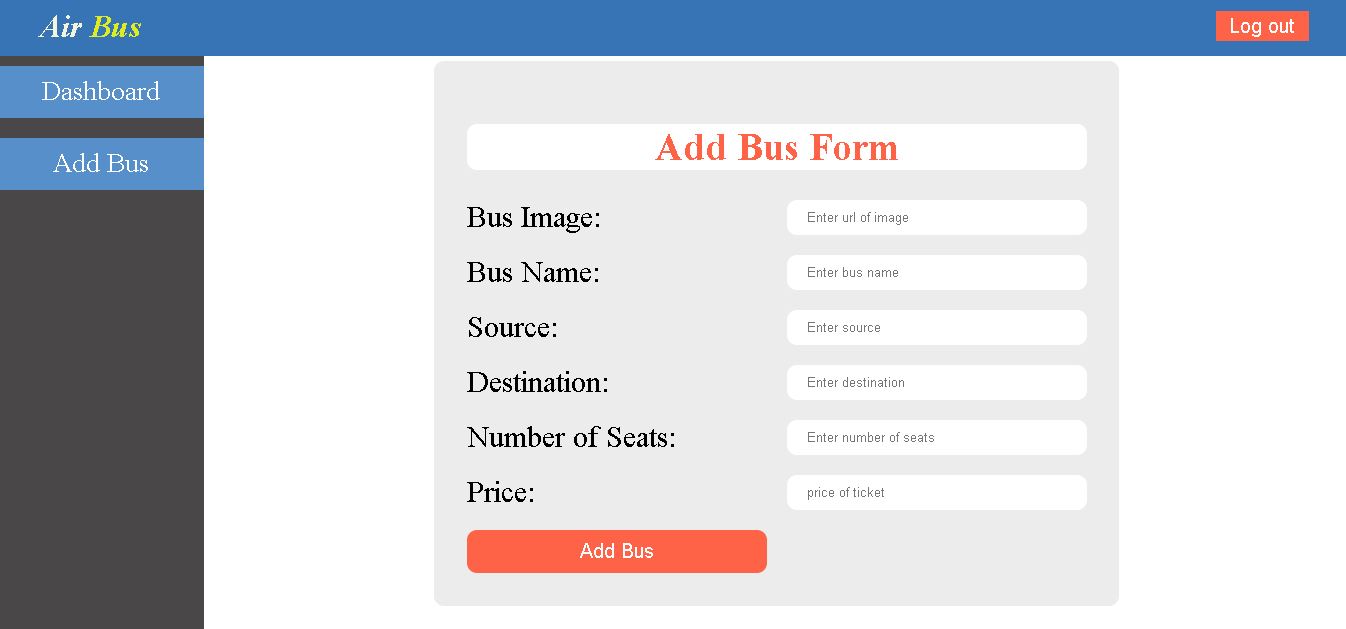 Air Bus
Log out
Dashboard
Add Bus
Add Bus Form
Bus Image:
Enter url of image
Bus Name:
Enter bus name
Source:
Enter source
Destination:
Enter destination
Number of Seats:
Enter number of seats
Price:
price of ticket
Add Bus